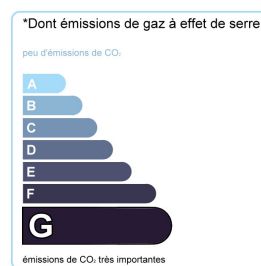 *Dont émissions de gaz à effet de serre
peu d'émissions de CO₂
A
B
C
D
E
F
G
émissions de CO₂ très importantes